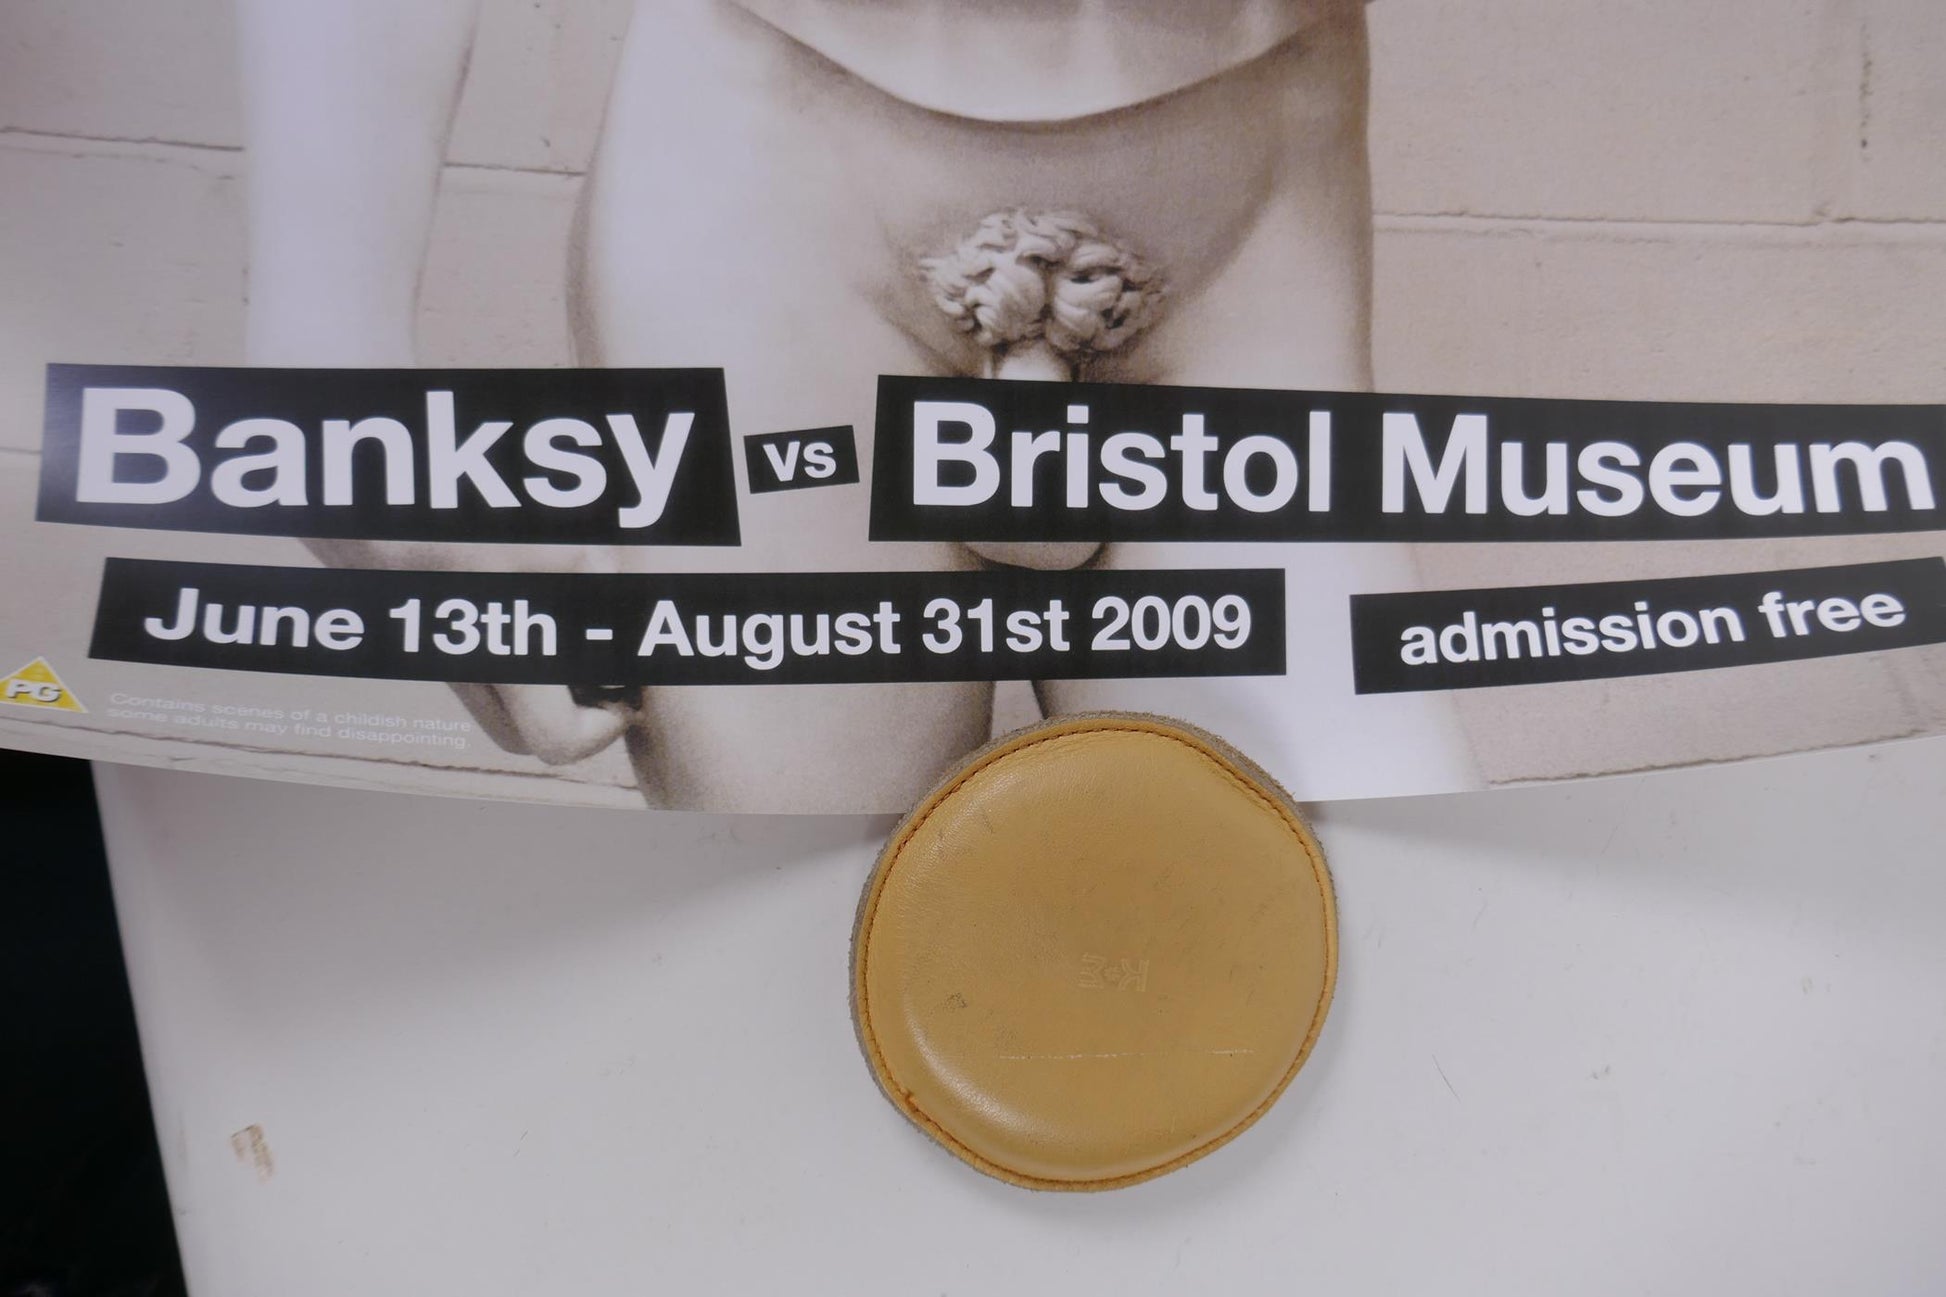 Banksy vs Bristol Museum
June 13th - August 31st 2009
admission free
PG
Contains scenes of a childish nature
some adults may find disappointing.